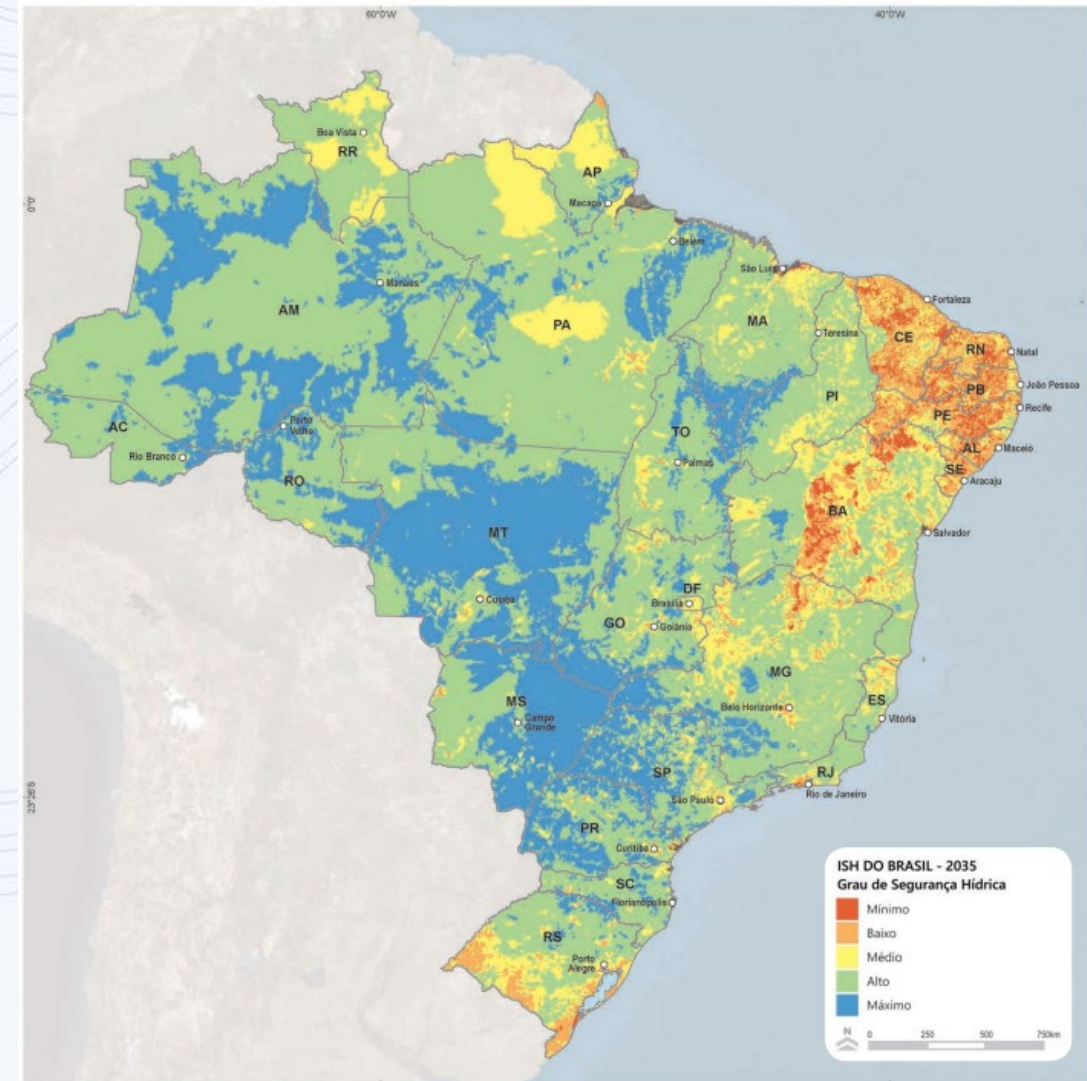 60°0'W
40°0'W
0°0'
23°26'S
Boa Vista
RR
AP
Macapá
Belém
São Luís
Manaus
Fortaleza
AM
PA
MA
Teresina
CE
RN
Natal
PI
PB
João Pessoa
PE
Recife
AC
Porto
Velho
TO
AL
Maceió
Rio Branco
Palmas
SE
Aracaju
RO
BA
MT
Salvador
Cuiabá
DF
Brasília
GO
Goiânia
MG
MS
Campo
Grande
Belo Horizonte
ES
Vitória
SP
RJ
São Paulo
Rio de Janeiro
PR
Curitiba
SC
Florianópolis
RS
Porto
Alegre
ISH DO BRASIL - 2035
Grau de Segurança Hídrica
Mínimo
Baixo
Médio
Alto
Máximo
N
0 250 500 750km